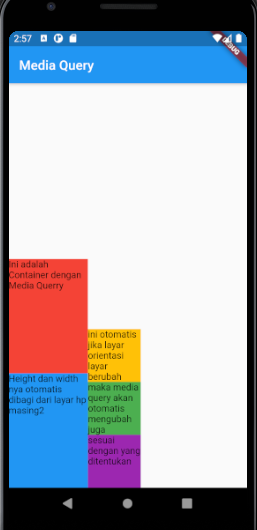 2:57
DEBUG
Media Query
Ini adalah
Container dengan
Media Querry
Height dan width
nya otomatis
dibagi dari layar hp
masing2
ini otomatis
jika layar
orientasi
layar
berubah
maka media
query akan
otomatis
mengubah
juga
sesuai
dengan yang
ditentukan